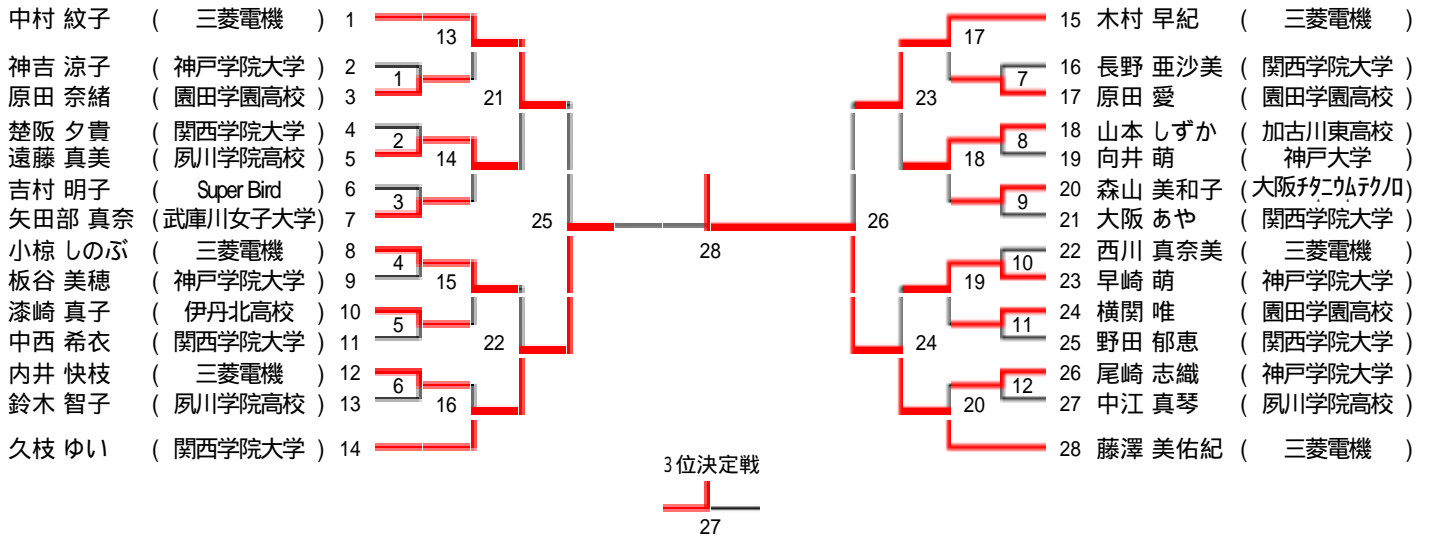 中村 紋子 ( 三菱電機 ) 1
神吉 涼子 ( 神戸学院大学 ) 2
原田 奈緒 ( 園田学園高校 ) 3
楚阪 夕貴 ( 関西学院大学 ) 4
遠藤 真美 ( 夙川学院高校 ) 5
吉村 明子 ( Super Bird ) 6
矢田部 真奈 ( 武庫川女子大学 ) 7
小椋 しのぶ ( 三菱電機 ) 8
板谷 美穂 ( 神戸学院大学 ) 9
漆崎 真子 ( 伊丹北高校 ) 10
中西 希衣 ( 関西学院大学 ) 11
内井 快枝 ( 三菱電機 ) 12
鈴木 智子 ( 夙川学院高校 ) 13
久枝 ゆい ( 関西学院大学 ) 14
13
1
21
2
14
3
25
4
15
5
22
6
16
28
3位決定戦
27
17
7
23
8
18
9
26
10
19
11
24
12
20
15 木村 早紀 ( 三菱電機 )
16 長野 亜沙美 ( 関西学院大学 )
17 原田 愛 ( 園田学園高校 )
18 山本 しずか ( 加古川東高校 )
19 向井 萌 ( 神戸大学 )
20 森山 美和子 ( 大阪チタニウムテクノロ )
21 大阪 あや ( 関西学院大学 )
22 西川 真奈美 ( 三菱電機 )
23 早崎 萌 ( 神戸学院大学 )
24 横関 唯 ( 園田学園高校 )
25 野田 郁恵 ( 関西学院大学 )
26 尾崎 志織 ( 神戸学院大学 )
27 中江 真琴 ( 夙川学院高校 )
28 藤澤 美佑紀 ( 三菱電機 )